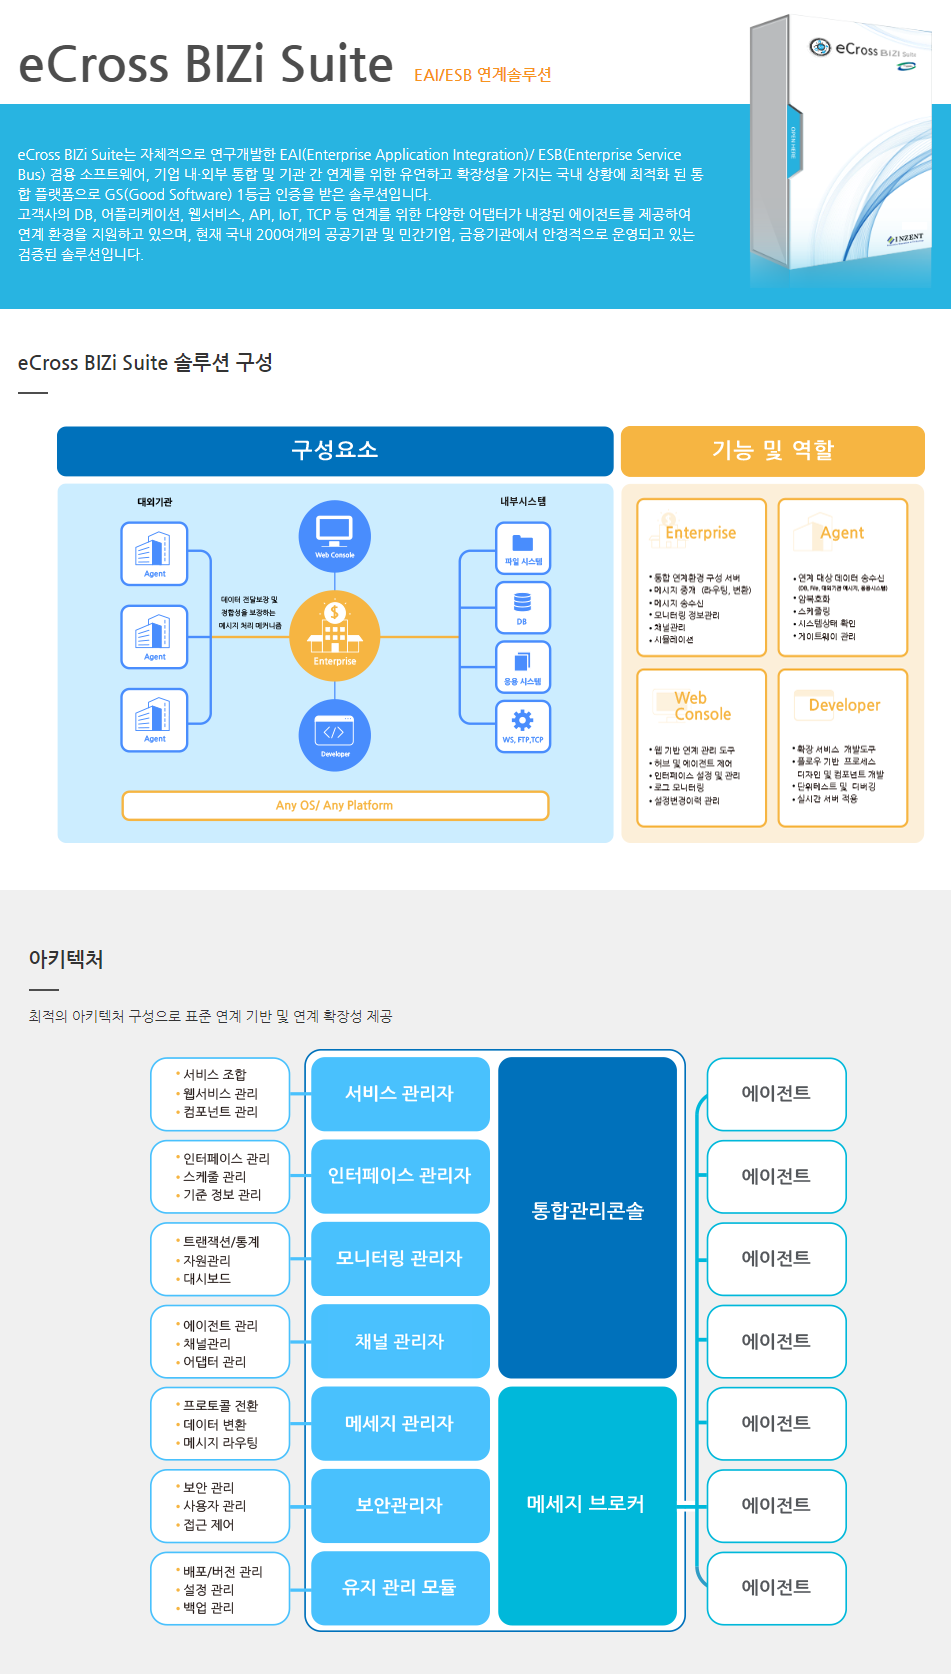 eCross BIZi Suite EAI/ESB 연계솔루션
eCross BIZi Suite
OPEN HERE
INZENT
eCross BIZi Suite는 자체적으로 연구개발한 EAI(Enterprise Application Integration)/ ESB(Enterprise Service
Bus) 겸용 소프트웨어, 기업 내·외부 통합 및 기관 간 연계를 위한 유연하고 확장성을 가지는 국내 상황에 최적화 된 통
합 플랫폼으로 GS(Good Software) 1등급 인증을 받은 솔루션입니다.
고객사의 DB, 어플리케이션, 웹서비스, API, IoT, TCP 등 연계를 위한 다양한 어댑터가 내장된 에이전트를 제공하여
연계 환경을 지원하고 있으며, 현재 국내 200여개의 공공기관 및 민간기업, 금융기관에서 안정적으로 운영되고 있는
검증된 솔루션입니다.
eCross BIZi Suite 솔루션 구성
구성요소
대외기관
Agent
Agent
Agent
데이터 전달보장 및
정합성을 보장하는
메시지 처리 메커니즘
Web Console
Enterprise
Developer
내부시스템
파일 시스템
DB
응용 시스템
WS, FTP,TCP
Any OS/ Any Platform
기능 및 역할
Enterprise
• 통합 연계환경 구성 서버
• 메시지 중개 (라우팅, 변환)
• 메시지 송수신
• 모니터링 정보관리
• 채널관리
• 시뮬레이션
Agent
• 연계 대상 데이터 송수신
(DB, File, 대외기관 메시지, 응용시스템)
• 암복호화
• 스케줄링
• 시스템상태 확인
• 게이트웨이 관리
Web
Console
• 웹 기반 연계 관리 도구
• 허브 및 에이전트 제어
• 인터페이스 설정 및 관리
• 로그 모니터링
• 설정변경이력 관리
Developer
• 확장 서비스 개발도구
• 플로우 기반 프로세스
디자인 및 컴포넌트 개발
• 단위테스트 및 디버깅
• 실시간 서버 적용
아키텍처
최적의 아키텍처 구성으로 표준 연계 기반 및 연계 확장성 제공
• 서비스 조합
• 웹서비스 관리
• 컴포넌트 관리
서비스 관리자
• 인터페이스 관리
• 스케줄 관리
• 기준 정보 관리
인터페이스 관리자
• 트랜잭션/통계
• 자원관리
• 대시보드
모니터링 관리자
• 에이전트 관리
• 채널관리
• 어댑터 관리
채널 관리자
• 프로토콜 전환
• 데이터 변환
• 메시지 라우팅
메세지 관리자
• 보안 관리
• 사용자 관리
• 접근 제어
보안관리자
• 배포/버전 관리
• 설정 관리
• 백업 관리
유지 관리 모듈
통합관리콘솔
메세지 브로커
에이전트
에이전트
에이전트
에이전트
에이전트
에이전트
에이전트